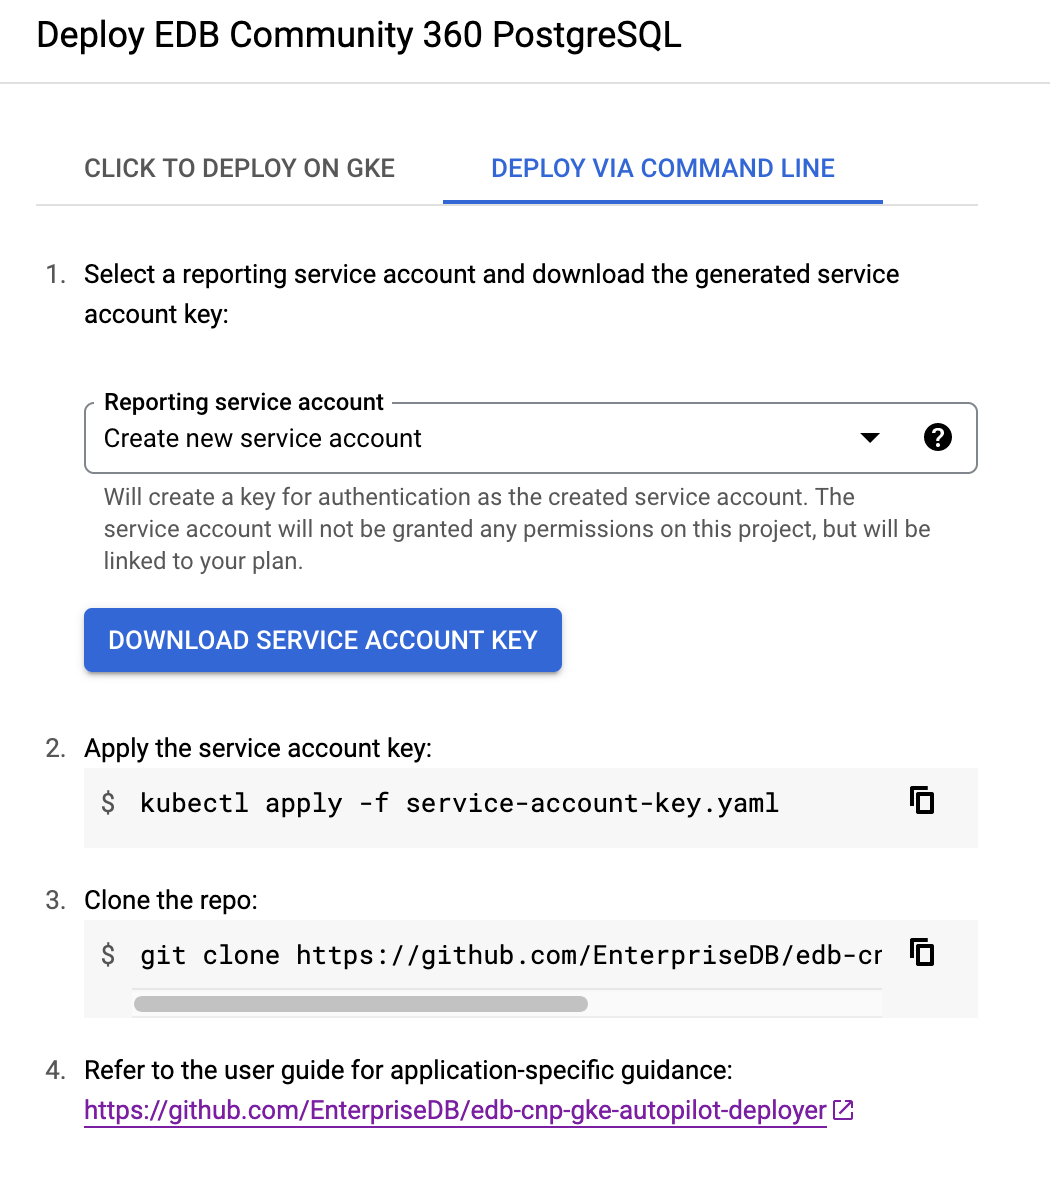 Deploy EDB Community 360 PostgreSQL
CLICK TO DEPLOY ON GKE
DEPLOY VIA COMMAND LINE
1. Select a reporting service account and download the generated service
account key:
Reporting service account
Create new service account
Will create a key for authentication as the created service account. The
service account will not be granted any permissions on this project, but will be
linked to your plan.
DOWNLOAD SERVICE ACCOUNT KEY
2. Apply the service account key:
$ kubectl apply -f service-account-key.yaml
3. Clone the repo:
$ git clone https://github.com/EnterpriseDB/edb-cn
4. Refer to the user guide for application-specific guidance:
https://github.com/EnterpriseDB/edb-cnp-gke-autopilot-deployer